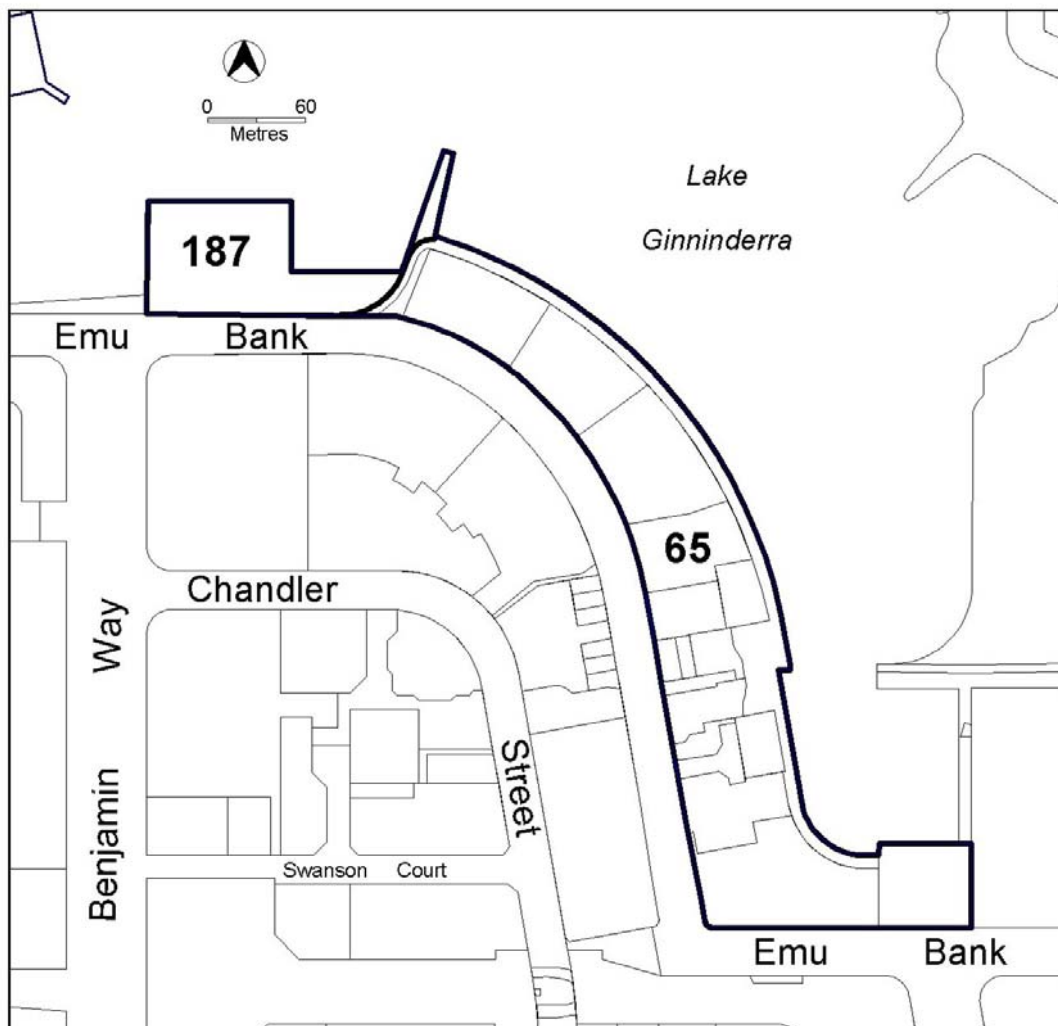 0 60
Metres
Lake
Ginninderra
187
Emu Bank
65
Chandler
Street
Way
Benjamin
Swanson Court
Emu Bank